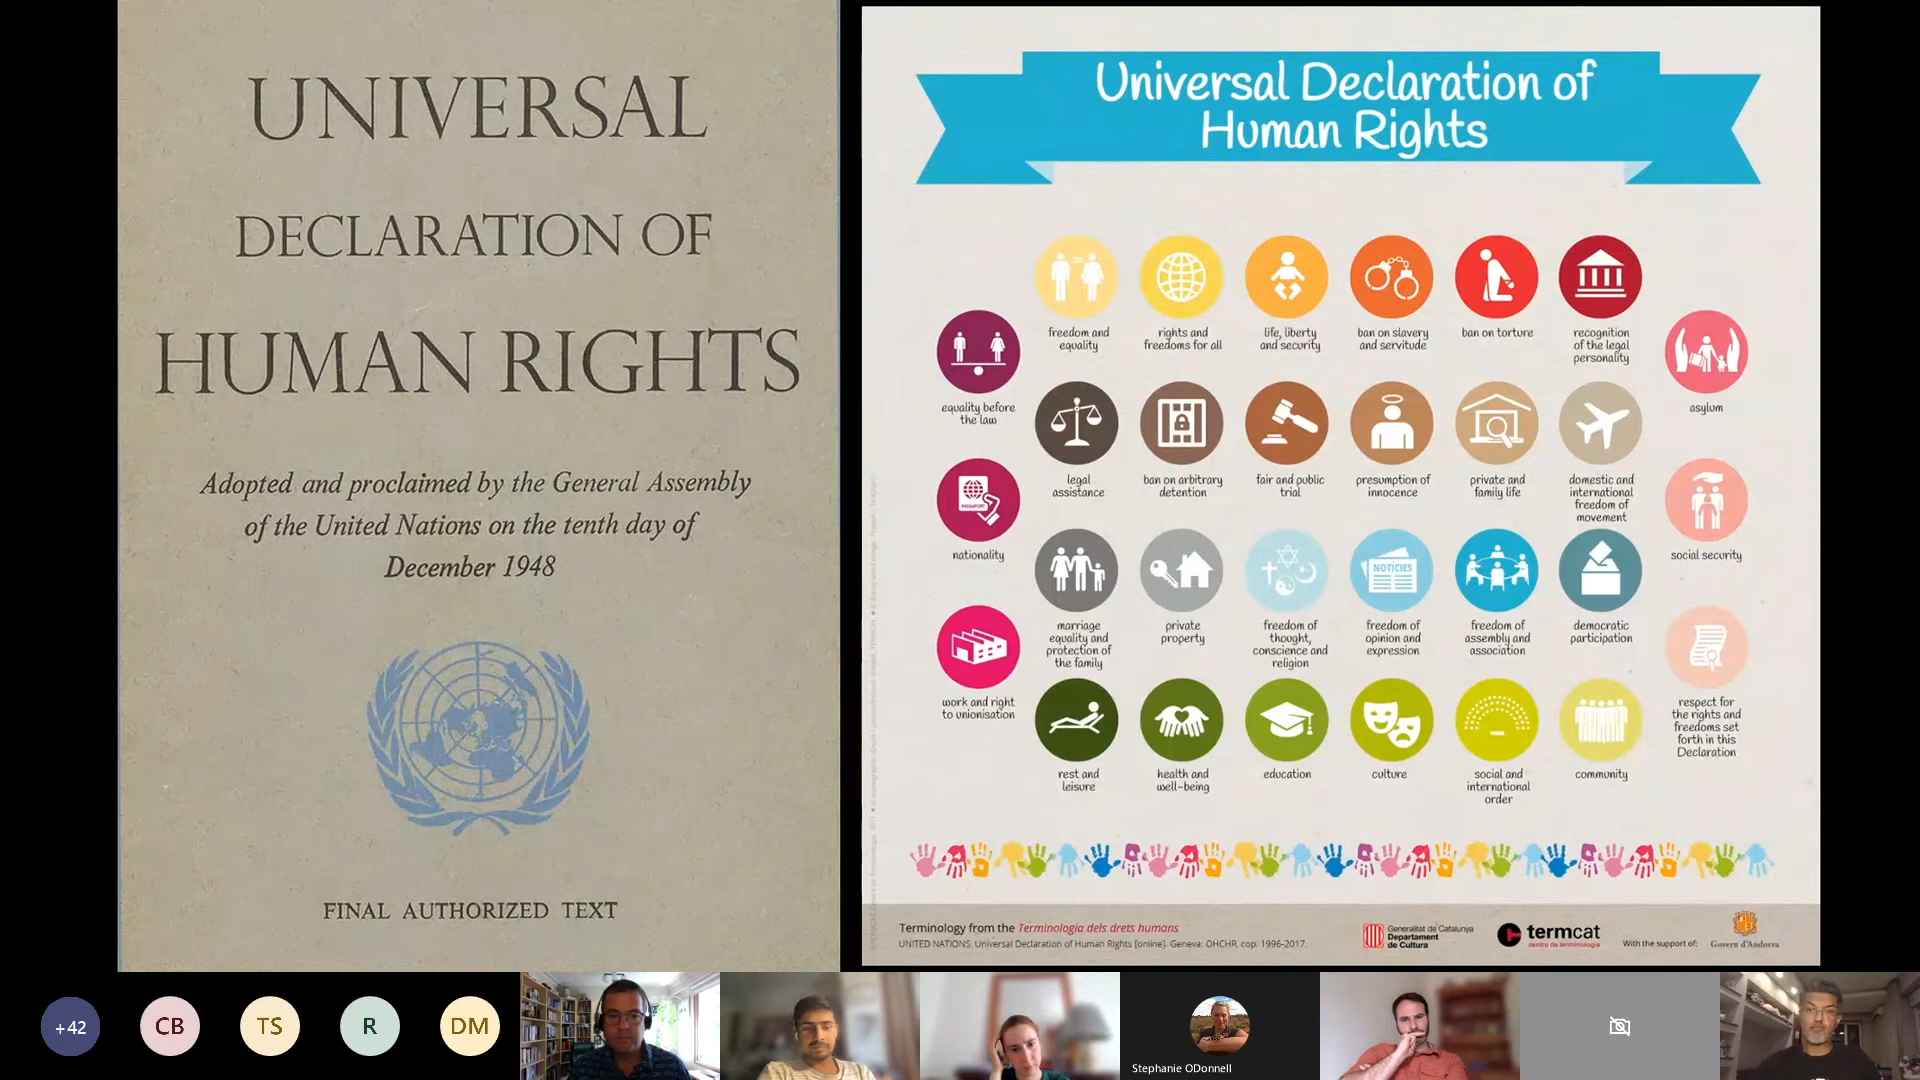 UNIVERSAL
DECLARATION OF
HUMAN RIGHTS
Adopted and proclaimed by the General Assembly
of the United Nations on the tenth day of
December 1948
FINAL AUTHORIZED TEXT
Universal Declaration of
Human Rights
freedom and
equality
rights and
freedoms for all
life, liberty
and security
ban on slavery
and servitude
ban on torture
recognition
of the legal
personality
equality before
the law
asylum
legal
assistance
ban on arbitrary
detention
fair and public
trial
presumption of
innocence
private and
family life
domestic and
international
freedom of
movement
PASSPORT
nationality
social security
NOTÍCIES
marriage
equality and
protection of
the family
private
property
freedom of
thought,
conscience and
religion
freedom of
opinion and
expression
freedom of
assembly and
association
democratic
participation
work and right
to unionisation
respect for
the rights and
freedoms set
forth in this
Declaration
rest and
leisure
health and
well-being
education
culture
social and
international
order
community
Terminology from the Terminologia dels drets humans
UNITED NATIONS. Universal Declaration of Human Rights [online]. Geneva: OHCHR, cop. 1996-2017.
Generalitat de Catalunya
Departament
de Cultura
termcat
centre de terminologia
With the support of:
Govern d'Andorra
+42
CB
TS
R
DM
Stephanie ODonnell